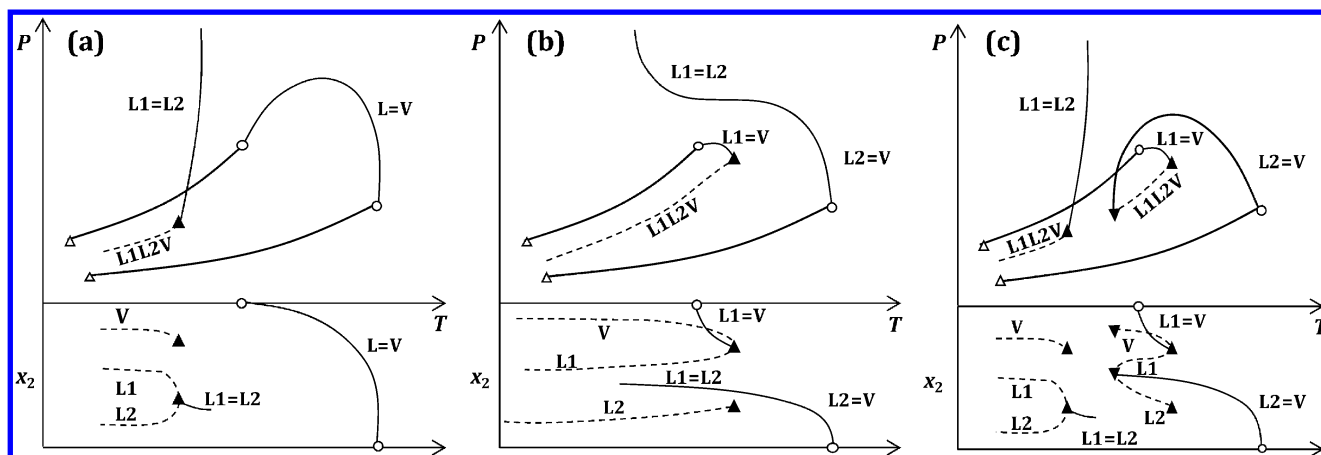 P
(a)
L1=L2
L=V
L1L2V
T
V
L=V
x₂
L1
L2
L1=L2
P
(b)
L1=L2
L1=V
L2=V
L1L2V
T
V
L1=V
L1
L1=L2
L2
L2=V
P
(c)
L1=L2
L1=V
L2=V
L1L2V
L1L2V
T
V
L1=V
V
L1
x₂
L1
L2
L2
L1=L2
L2=V